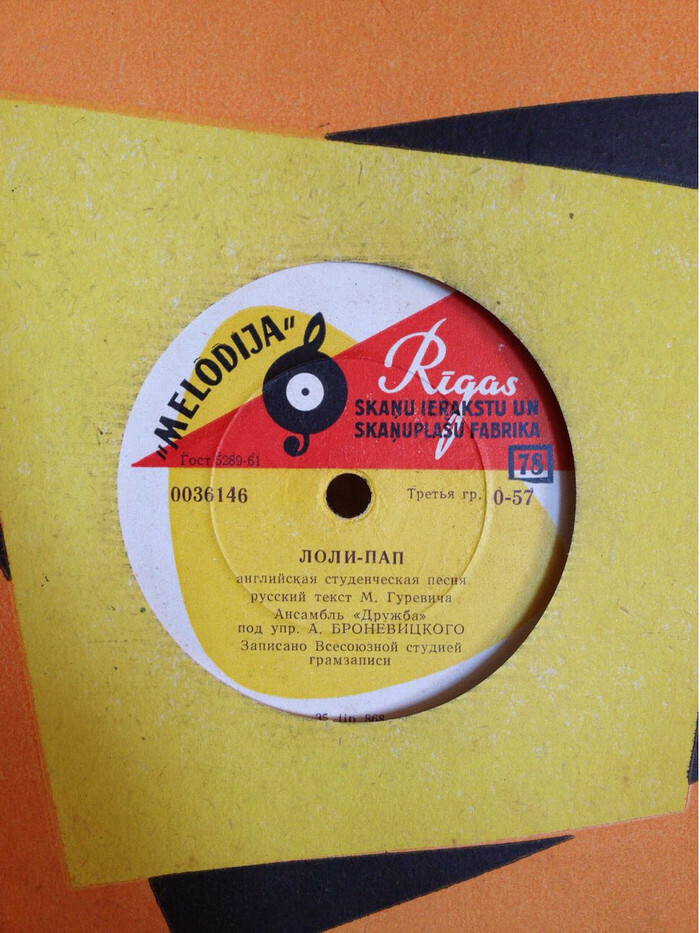 „MELODIJA"
Rīgas
SKAŅU IERAKSTU UN
SKAŅUPLAŠU FABRIKA
78
Гост 5289-61
0036146
Третья гр. 0-57
ЛОЛИ-ПАП
английская студенческая песня
русский текст М. Гуревича
Ансамбль «Дружба»
под упр. А. БРОНЕВИЦКОГО
Записано Всесоюзной студией
грамзаписи